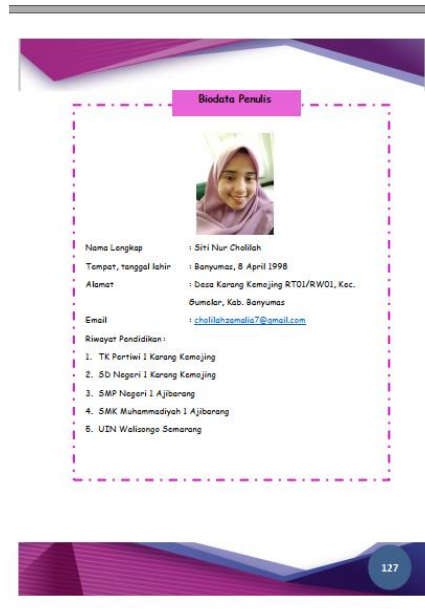 Biodata Penulis
Nama Lengkap : Siti Nur Cholilah
Tempat, tanggal lahir : Banyumas, 8 April 1998
Alamat : Desa Karang Kemojing RT01/RW01, Kec.
Gumelar, Kab. Banyumas
Email : cholilahzamalia7@gmail.com
Riwayat Pendidikan :
1. TK Pertiwi 1 Karang Kemojing
2. SD Negeri 1 Karang Kemojing
3. SMP Negeri 1 Ajibarang
4. SMK Muhammadiyah 1 Ajibarang
5. UIN Walisongo Semarang
127